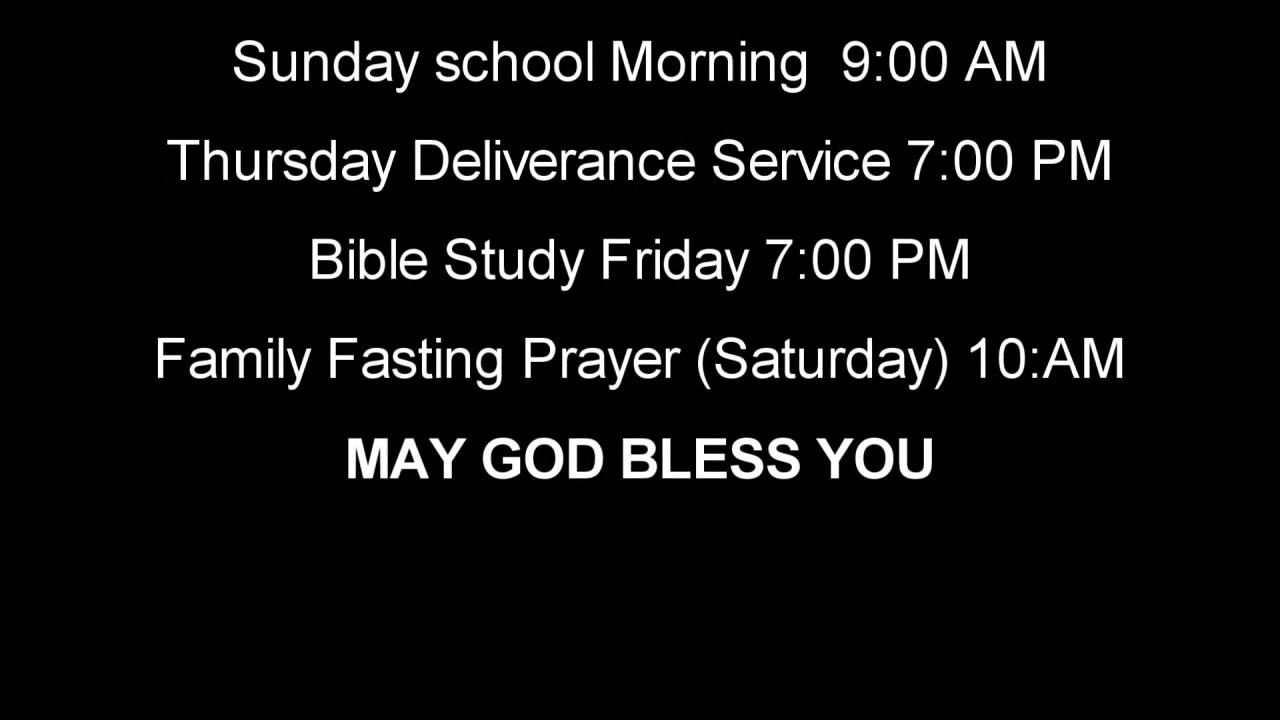 Sunday school Morning  9:00 AM
Thursday Deliverance Service 7:00 PM
Bible Study Friday 7:00 PM
Family Fasting Prayer (Saturday) 10:AM
MAY GOD BLESS YOU